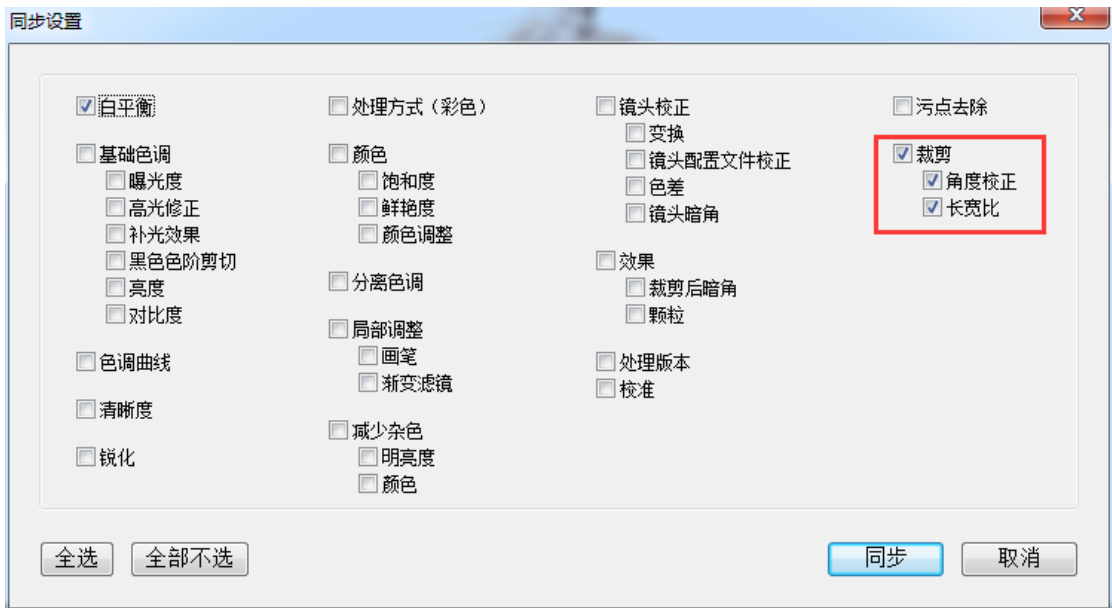 同步设置
白平衡
基础色调
曝光度
高光修正
补光效果
黑色色阶剪切
亮度
对比度
色调曲线
清晰度
锐化
处理方式（彩色）
颜色
饱和度
鲜艳度
颜色调整
分离色调
局部调整
画笔
渐变滤镜
减少杂色
明亮度
颜色
镜头校正
变换
镜头配置文件校正
色差
镜头暗角
效果
裁剪后暗角
颗粒
处理版本
校准
污点去除
裁剪
角度校正
长宽比
全选
全部不选
同步
取消